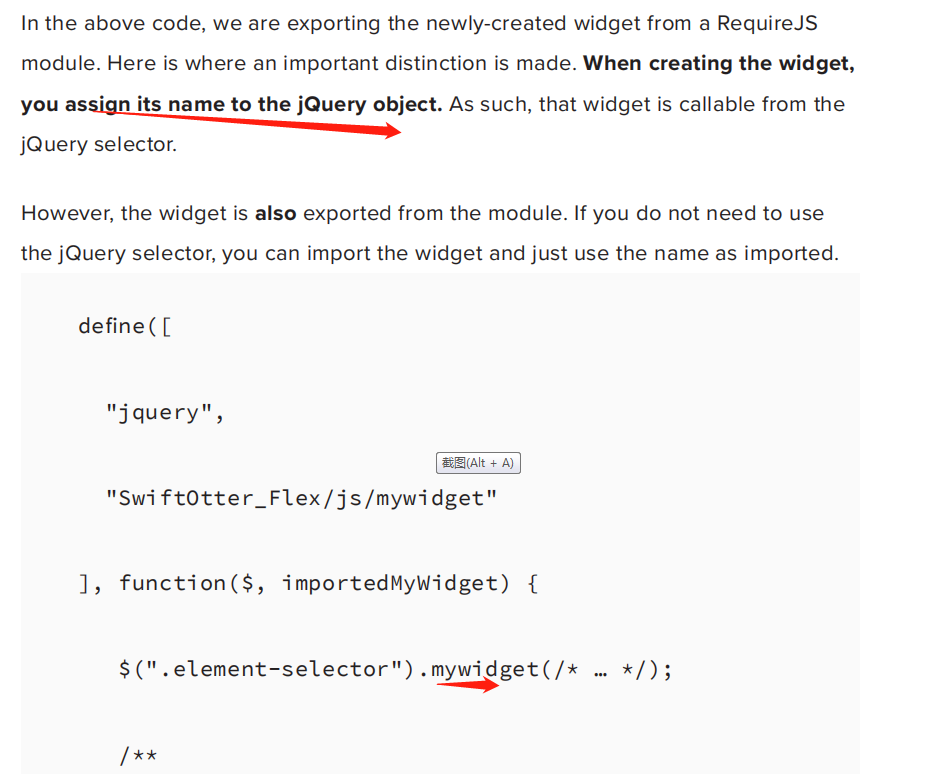 In the above code, we are exporting the newly-created widget from a RequireJS
module. Here is where an important distinction is made. When creating the widget,
you assign its name to the jQuery object. As such, that widget is callable from the
jQuery selector.
However, the widget is also exported from the module. If you do not need to use
the jQuery selector, you can import the widget and just use the name as imported.
define([
"jquery",
截图(Alt + A)
"SwiftOtter_Flex/js/mywidget"
], function($, importedMyWidget) {
$(".element-selector").mywidget(/* … */);
/**